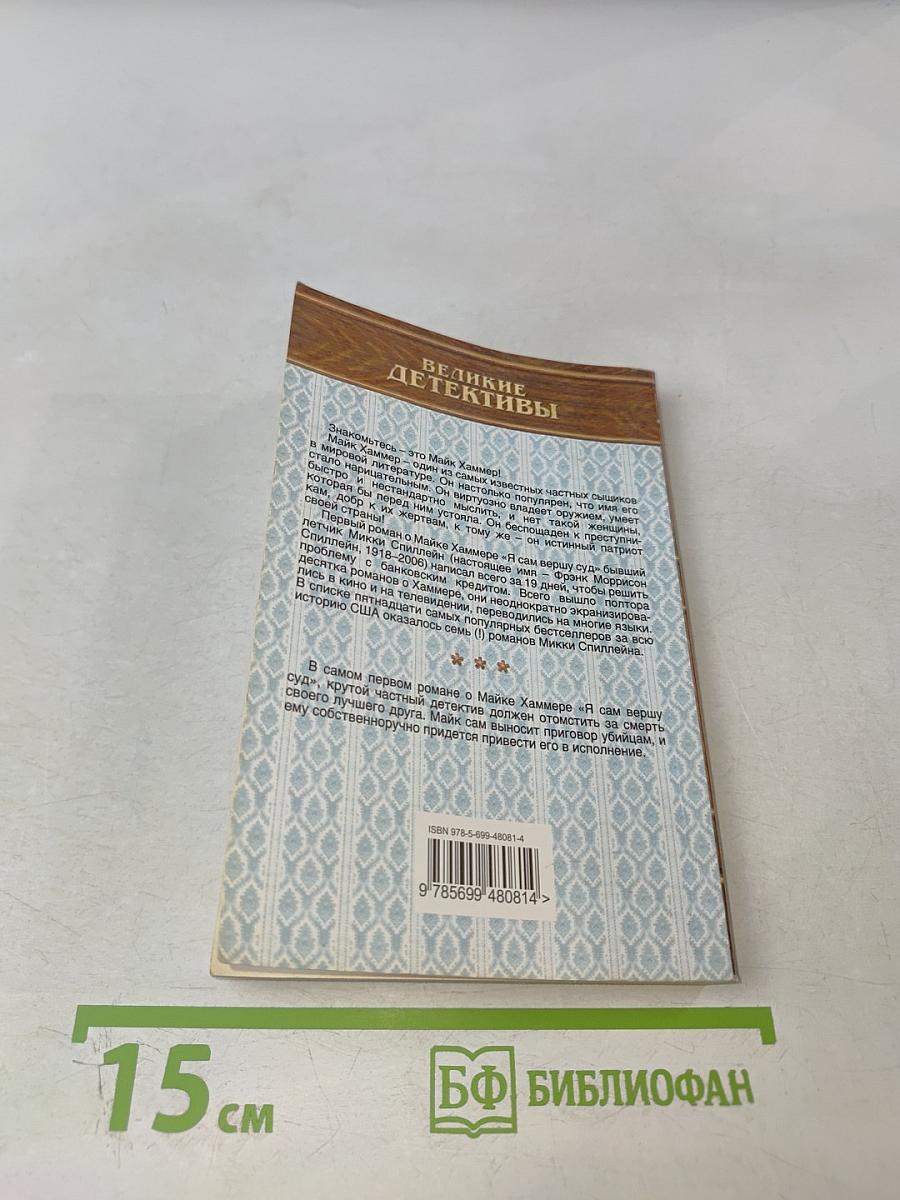 ВЕЛИКИЕ
ДЕТЕКТИВЫ
Знакомьтесь – это Майк Хаммер!
Майк Хаммер – один из самых известных частных сыщиков
в мировой литературе. Он настолько популярен, что имя его
стало нарицательным. Он виртуозно владеет оружием, умеет
быстро и нестандартно мыслить, и нет такой женщины,
которая бы перед ним устояла. Он беспощаден к преступни-
кам, добр к их жертвам, к тому же – он истинный патриот
своей страны!
Первый роман о Майке Хаммере «Я сам вершу суд» бывший
летчик Микки Спиллейн (настоящее имя – Фрэнк Моррисон
Спиллейн, 1918–2006) написал всего за 19 дней, чтобы решить
проблему с банковским кредитом. Всего вышло полтора
десятка романов о Хаммере, они неоднократно экранизирова-
лись в кино и на телевидении, переводились на многие языки.
В списке пятнадцати самых популярных бестселлеров за всю
историю США оказалось семь (!) романов Микки Спиллейна.
* * *
В самом первом романе о Майке Хаммере «Я сам вершу
суд», крутой частный детектив должен отомстить за смерть
своего лучшего друга. Майк сам выносит приговор убийцам, и
ему собственноручно придется привести его в исполнение.
ISBN 978-5-699-48081-4
9 785699 480814 >
15 см
БФ БИБЛИОФАН